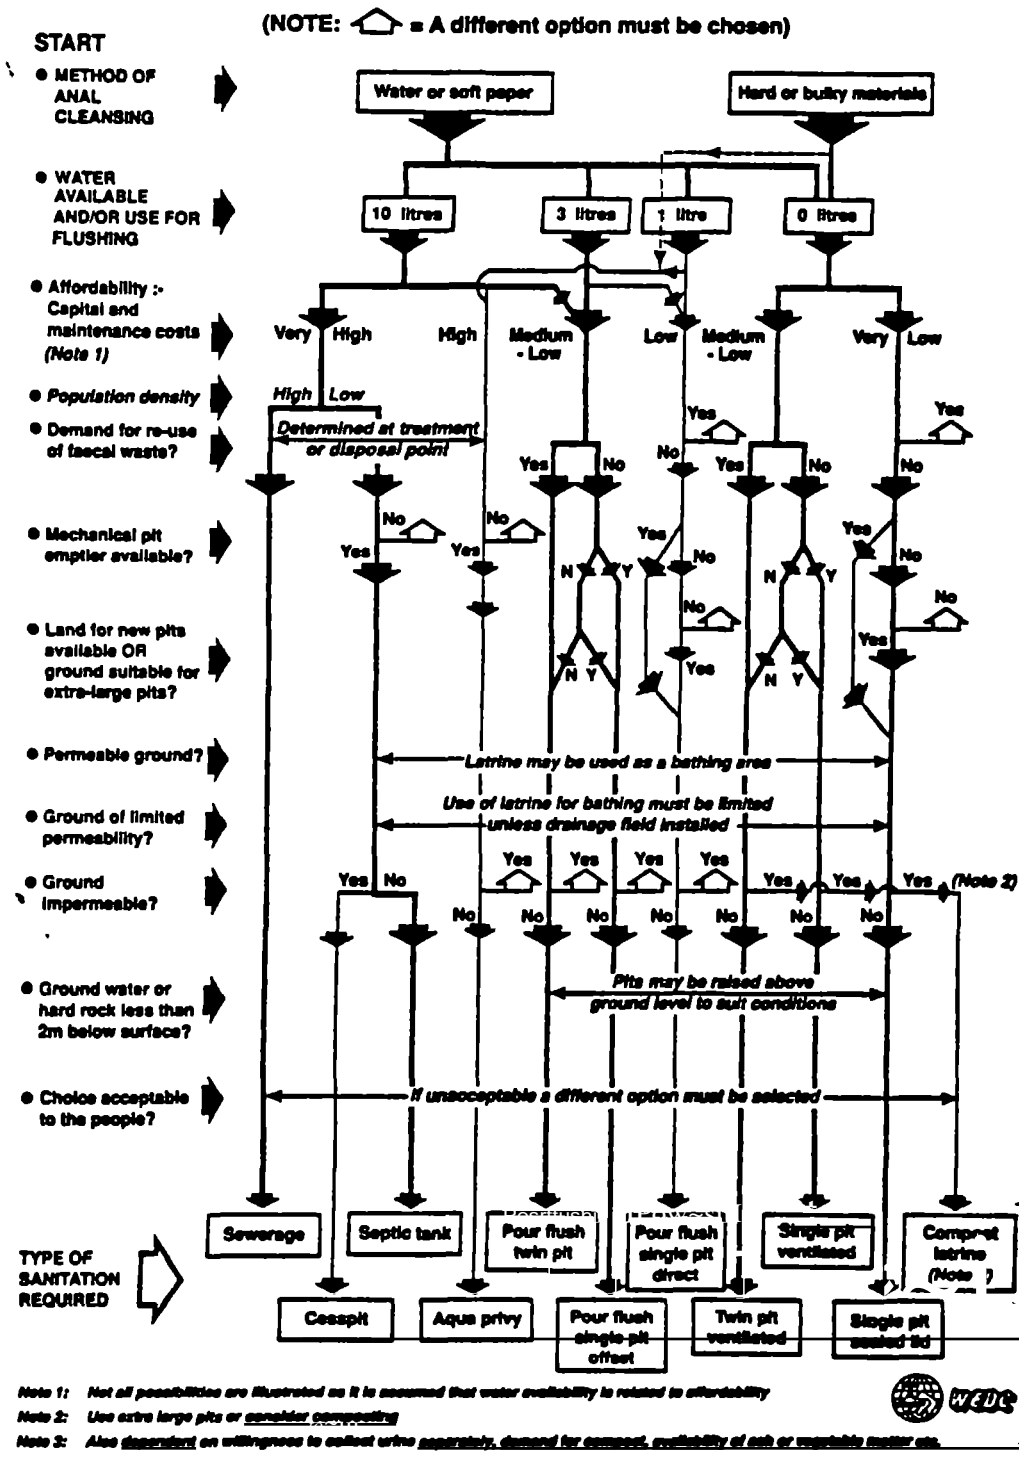 (NOTE: = A different option must be chosen)
START
METHOD OF
ANAL
CLEANSING
Water or soft paper
Hard or bulky materials
WATER
AVAILABLE
AND/OR USE FOR
FLUSHING
10 litres
3 litres
1 litre
0 litres
Affordability :-
Capital and
maintenance costs
(Note 1)
Very High
High
Medium
- Low
Low
Medium
- Low
Very Low
Population density
High Low
Yes
Yes
Demand for re-use
of faecal waste?
Determined at treatment
or disposal point
Yes No
No
Yes No
No
Mechanical pit
emptier available?
No
Yes
No
Yes
N Y
Yes
No
N Y
Yes
No
Land for new pits
available OR
ground suitable for
extra-large pits?
N Y
No
Yes
N Y
No
Yes
Permeable ground?
Latrine may be used as a bathing area
Ground of limited
permeability?
Use of latrine for bathing must be limited
unless drainage field installed
Ground
impermeable?
Yes No
Yes Yes Yes Yes Yes Yes Yes (Note 2)
No No No No No No No
Ground water or
hard rock less than
2m below surface?
Pits may be raised above
ground level to suit conditions
Choice acceptable
to the people?
If unacceptable a different option must be selected
TYPE OF
SANITATION
REQUIRED
Sewerage
Septic tank
Pour flush
twin pit
Pour flush
single pit
direct
Single pit
ventilated
latrine
(Note
Cesspit
Aqua privy
Pour flush
single pit
offset
Twin pit
ventilated
Single pit
sealed lid
Note 1: Not all possibilities are illustrated as it is assumed that water availability is related to affordability
Note 2: Use extra large pits or consider composting
Note 3: Also dependent on willingness to collect urine separately, demand for compost, availability of ash or vegetable matter etc.
WEDC